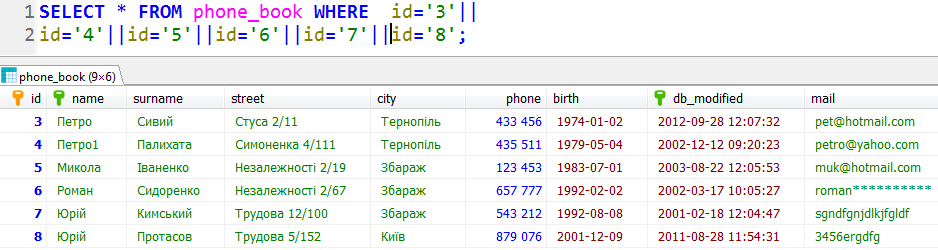 1 SELECT * FROM phone_book WHERE id='3'||
2 id='4'||id='5'||id='6'||id='7'||id='8';
phone_book (9×6)
id name surname street city phone birth db_modified mail
3 Петро Сивий Стуса 2/11 Тернопіль 433 456 1974-01-02 2012-09-28 12:07:32 pet@hotmail.com
4 Петро1 Палихата Симоненка 4/111 Тернопіль 435 511 1979-05-04 2002-12-12 09:20:23 petro@yahoo.com
5 Микола Іваненко Незалежності 2/19 Збараж 123 453 1983-07-01 2003-08-22 12:05:53 muk@hotmail.com
6 Роман Сидоренко Незалежності 2/67 Збараж 657 777 1992-02-02 2002-03-17 10:05:27 roman**********
7 Юрій Кимський Трудова 12/100 Збараж 543 212 1992-08-08 2001-02-18 12:04:47 sgndfgnjdlkjfgldf
8 Юрій Протасов Трудова 5/152 Київ 879 076 2001-12-09 2011-08-28 11:54:31 3456ergdfg